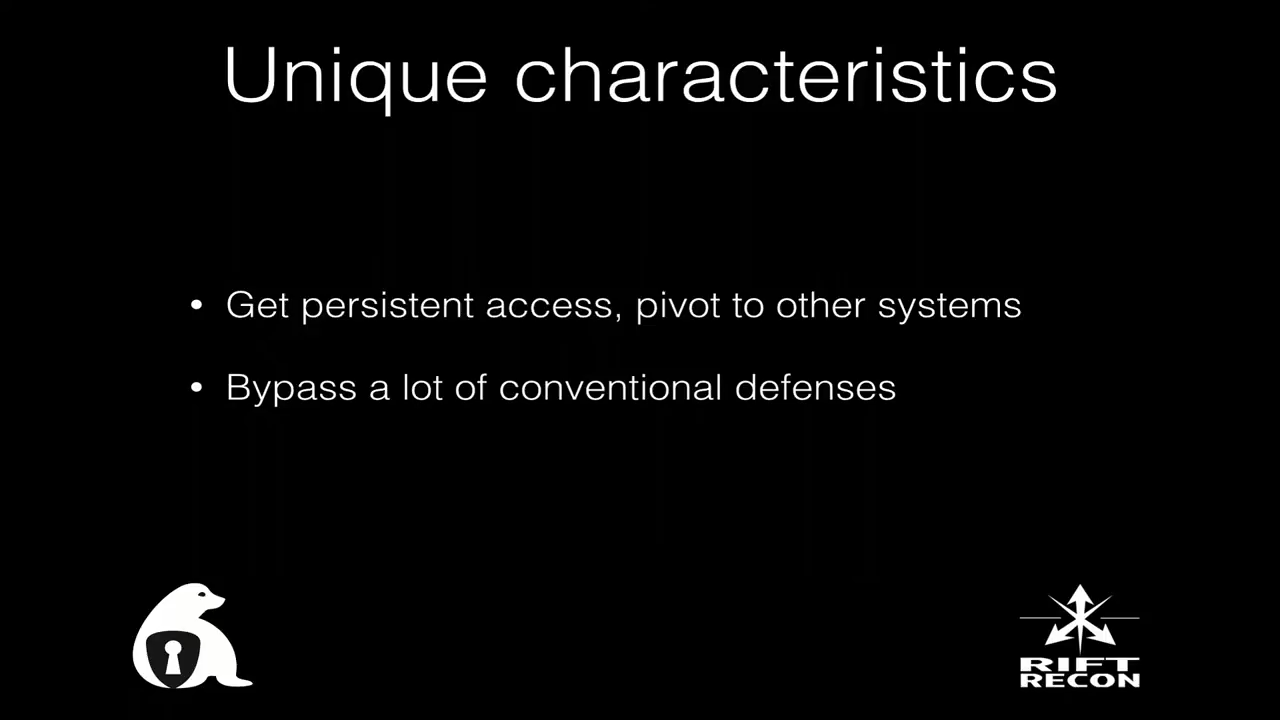 Unique characteristics
• Get persistent access, pivot to other systems
• Bypass a lot of conventional defenses
RIFT
RECON